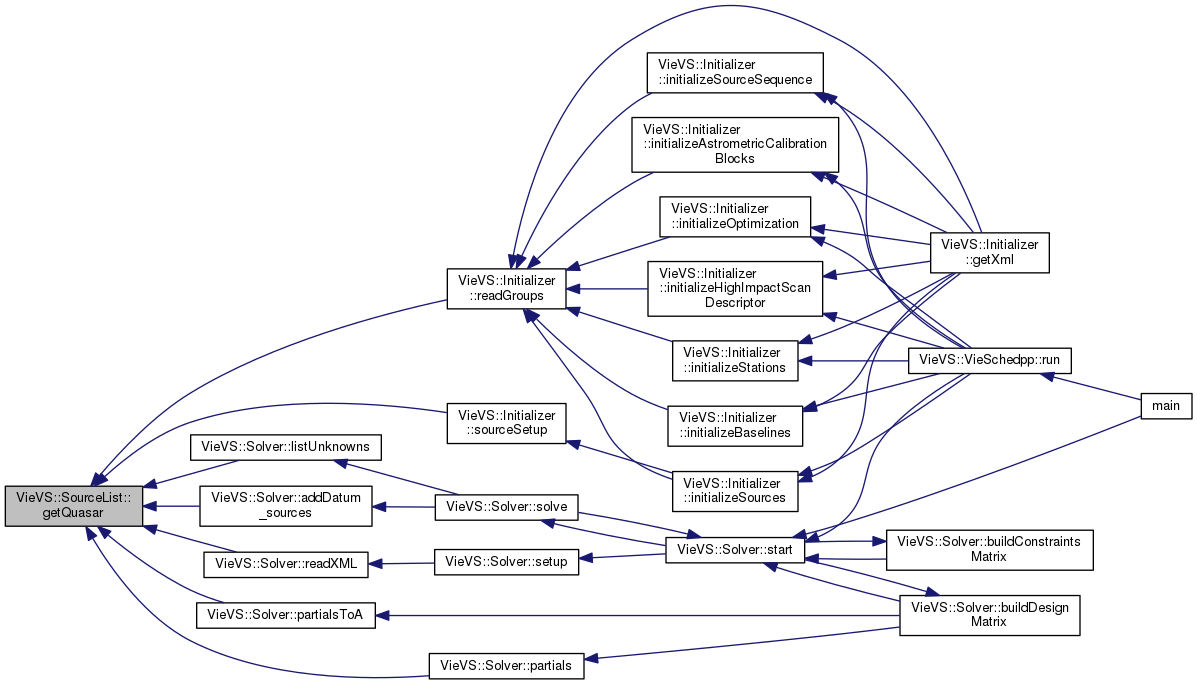 VieVS::Initializer
::initializeSourceSequence
VieVS::Initializer
::initializeAstrometricCalibration
Blocks
VieVS::Initializer
::initializeOptimization
VieVS::Initializer
::getXml
VieVS::Initializer
::readGroups
VieVS::Initializer
::initializeHighImpactScan
Descriptor
VieVS::Initializer
::initializeStations
VieVS::VieSchedpp::run
main
VieVS::Initializer
::sourceSetup
VieVS::Initializer
::initializeBaselines
VieVS::Solver::listUnknowns
VieVS::Initializer
::initializeSources
VieVS::SourceList::
getQuasar
VieVS::Solver::addDatum
_sources
VieVS::Solver::solve
VieVS::Solver::start
VieVS::Solver::buildConstraints
Matrix
VieVS::Solver::readXML
VieVS::Solver::setup
VieVS::Solver::partialsToA
VieVS::Solver::buildDesign
Matrix
VieVS::Solver::partials